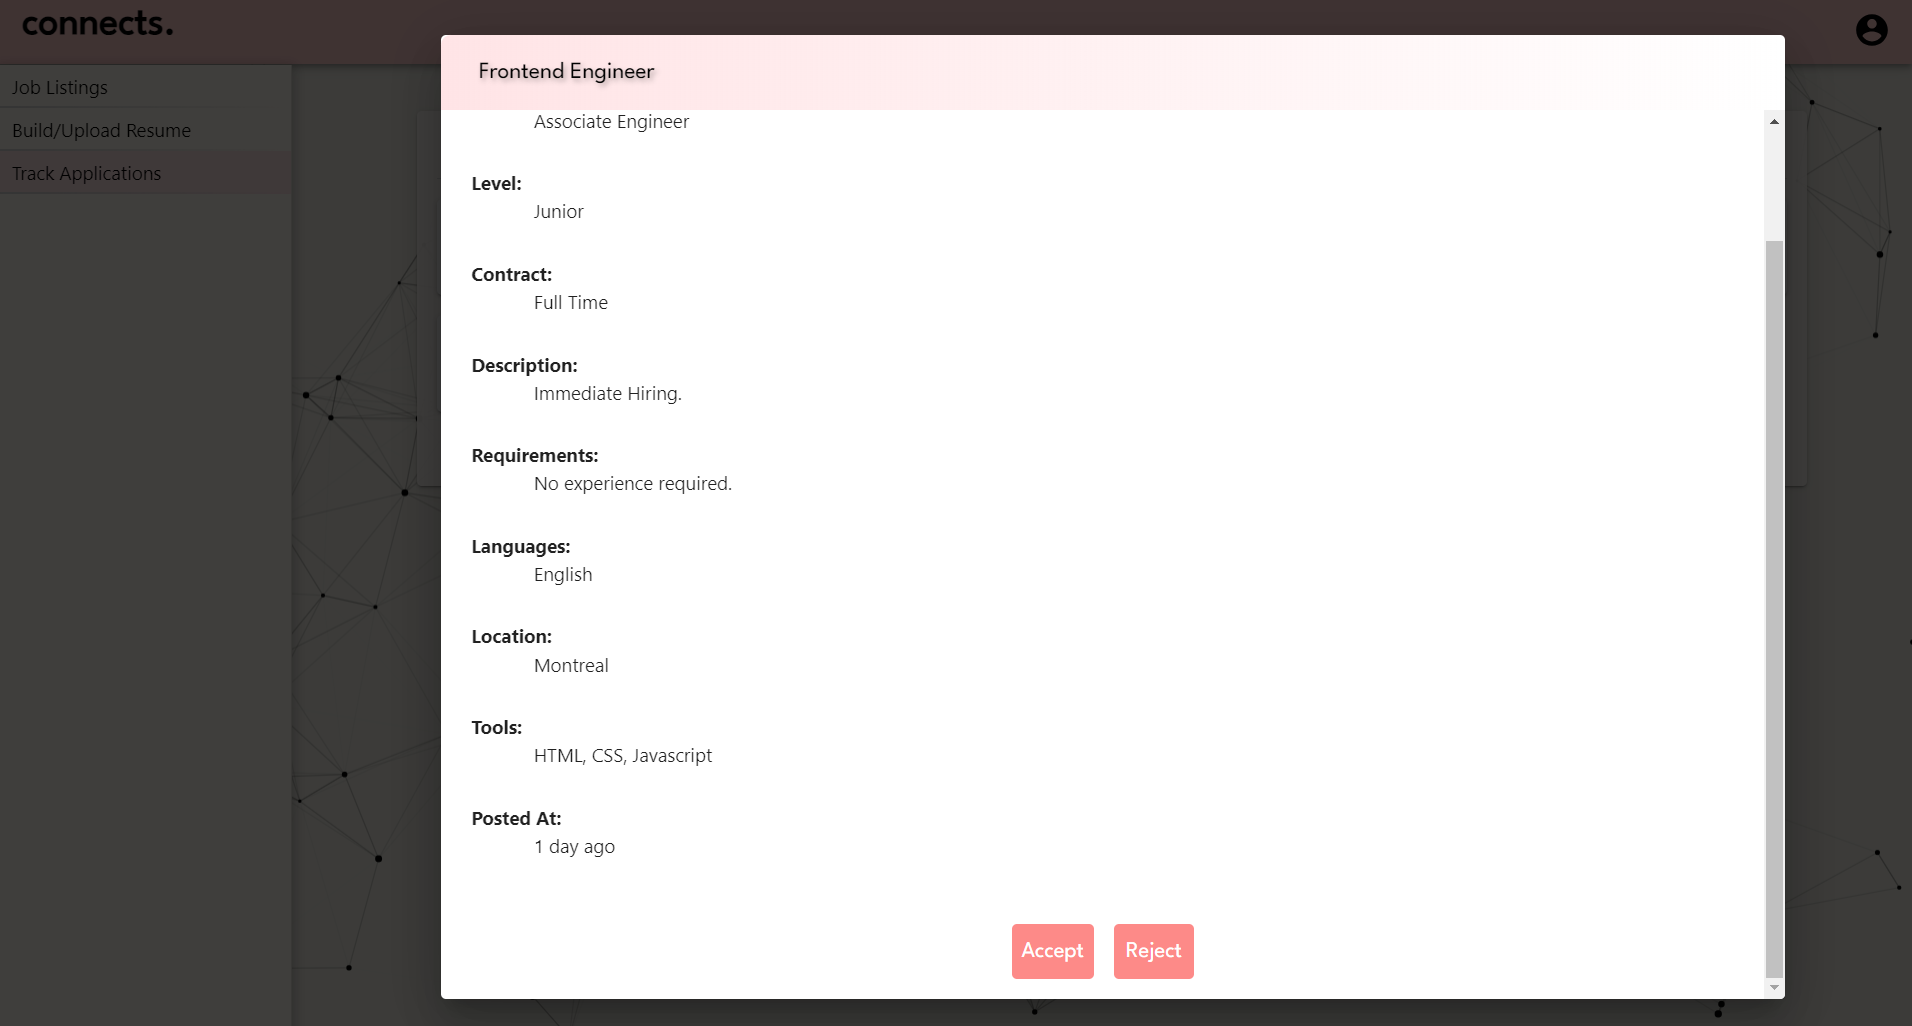 connects.
Job Listings
Build/Upload Resume
Track Applications
Frontend Engineer
Associate Engineer
Level:
Junior
Contract:
Full Time
Description:
Immediate Hiring.
Requirements:
No experience required.
Languages:
English
Location:
Montreal
Tools:
HTML, CSS, Javascript
Posted At:
1 day ago
Accept Reject